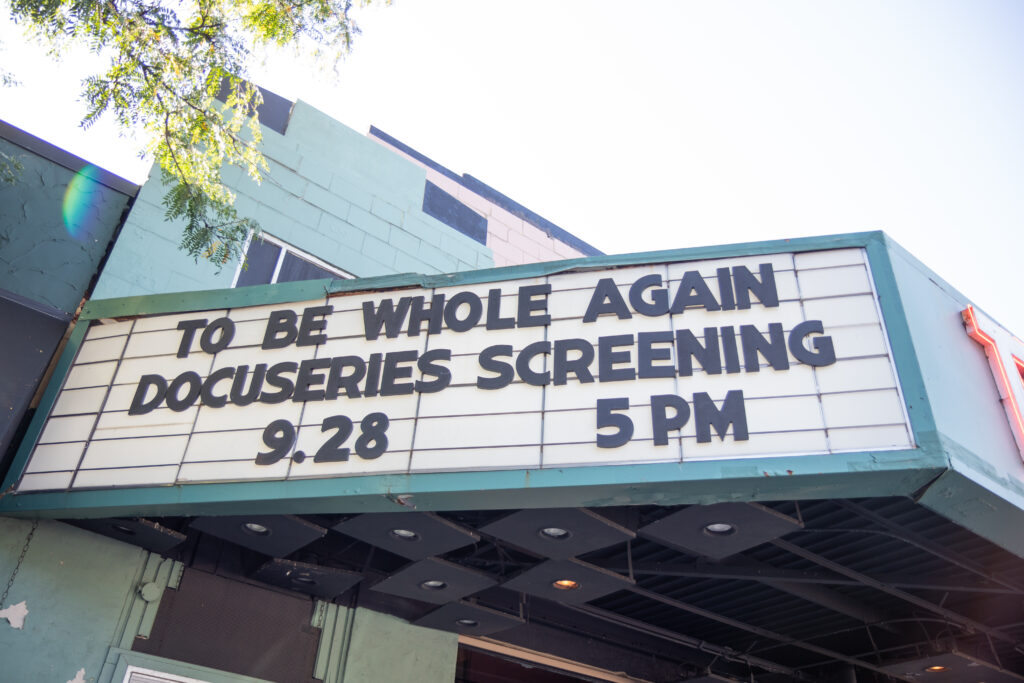 TO BE WHOLE AGAIN
DOCUSERIES SCREENING
9.28 5 PM
T